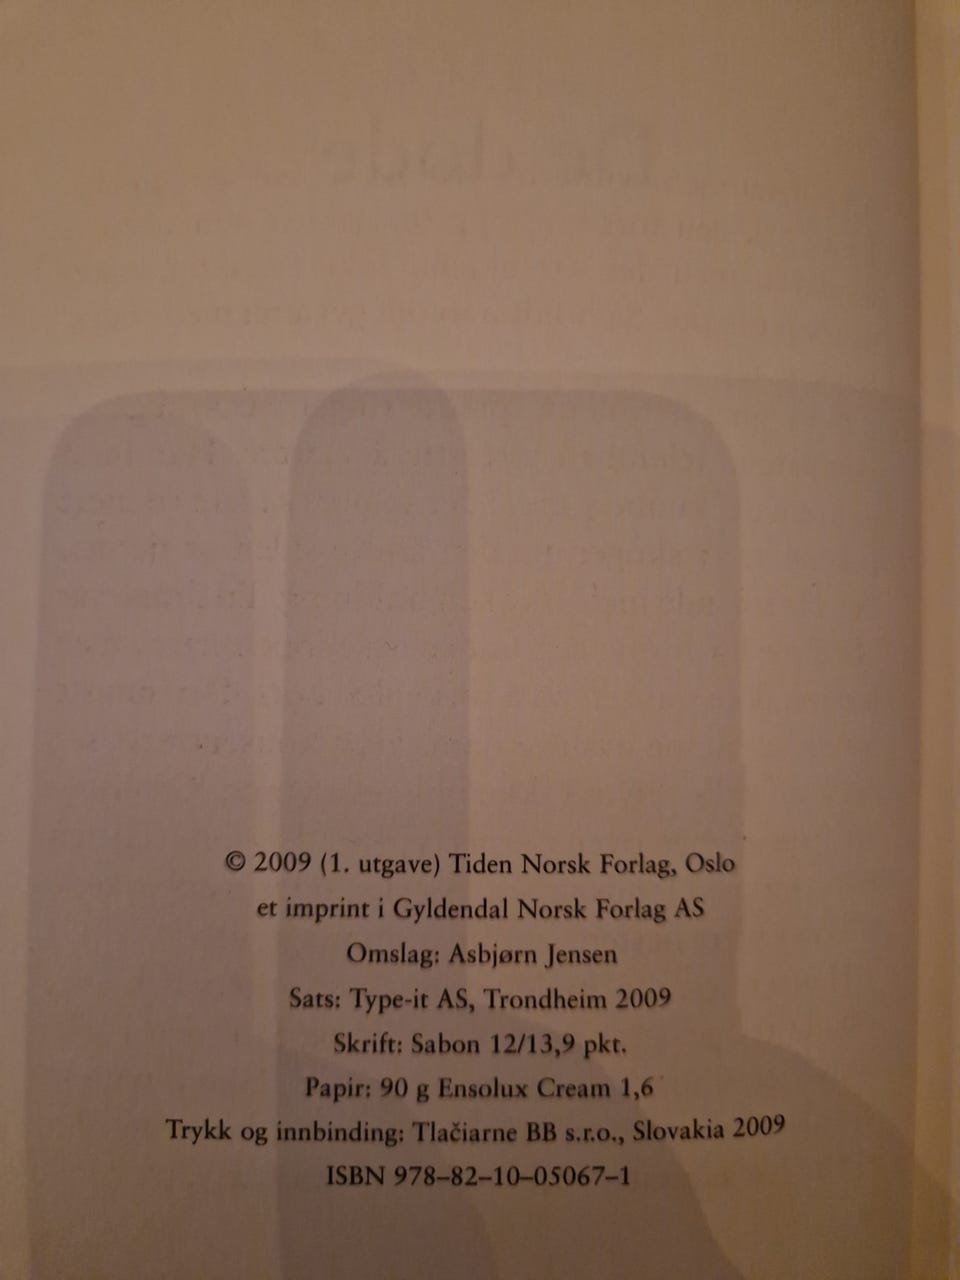 © 2009 (1. utgave) Tiden Norsk Forlag, Oslo
et imprint i Gyldendal Norsk Forlag AS
Omslag: Asbjørn Jensen
Sats: Type-it AS, Trondheim 2009
Skrift: Sabon 12/13,9 pkt.
Papir: 90 g Ensolux Cream 1,6
Trykk og innbinding: Tlačiarne BB s.r.o., Slovakia 2009
ISBN 978–82–10–05067–1